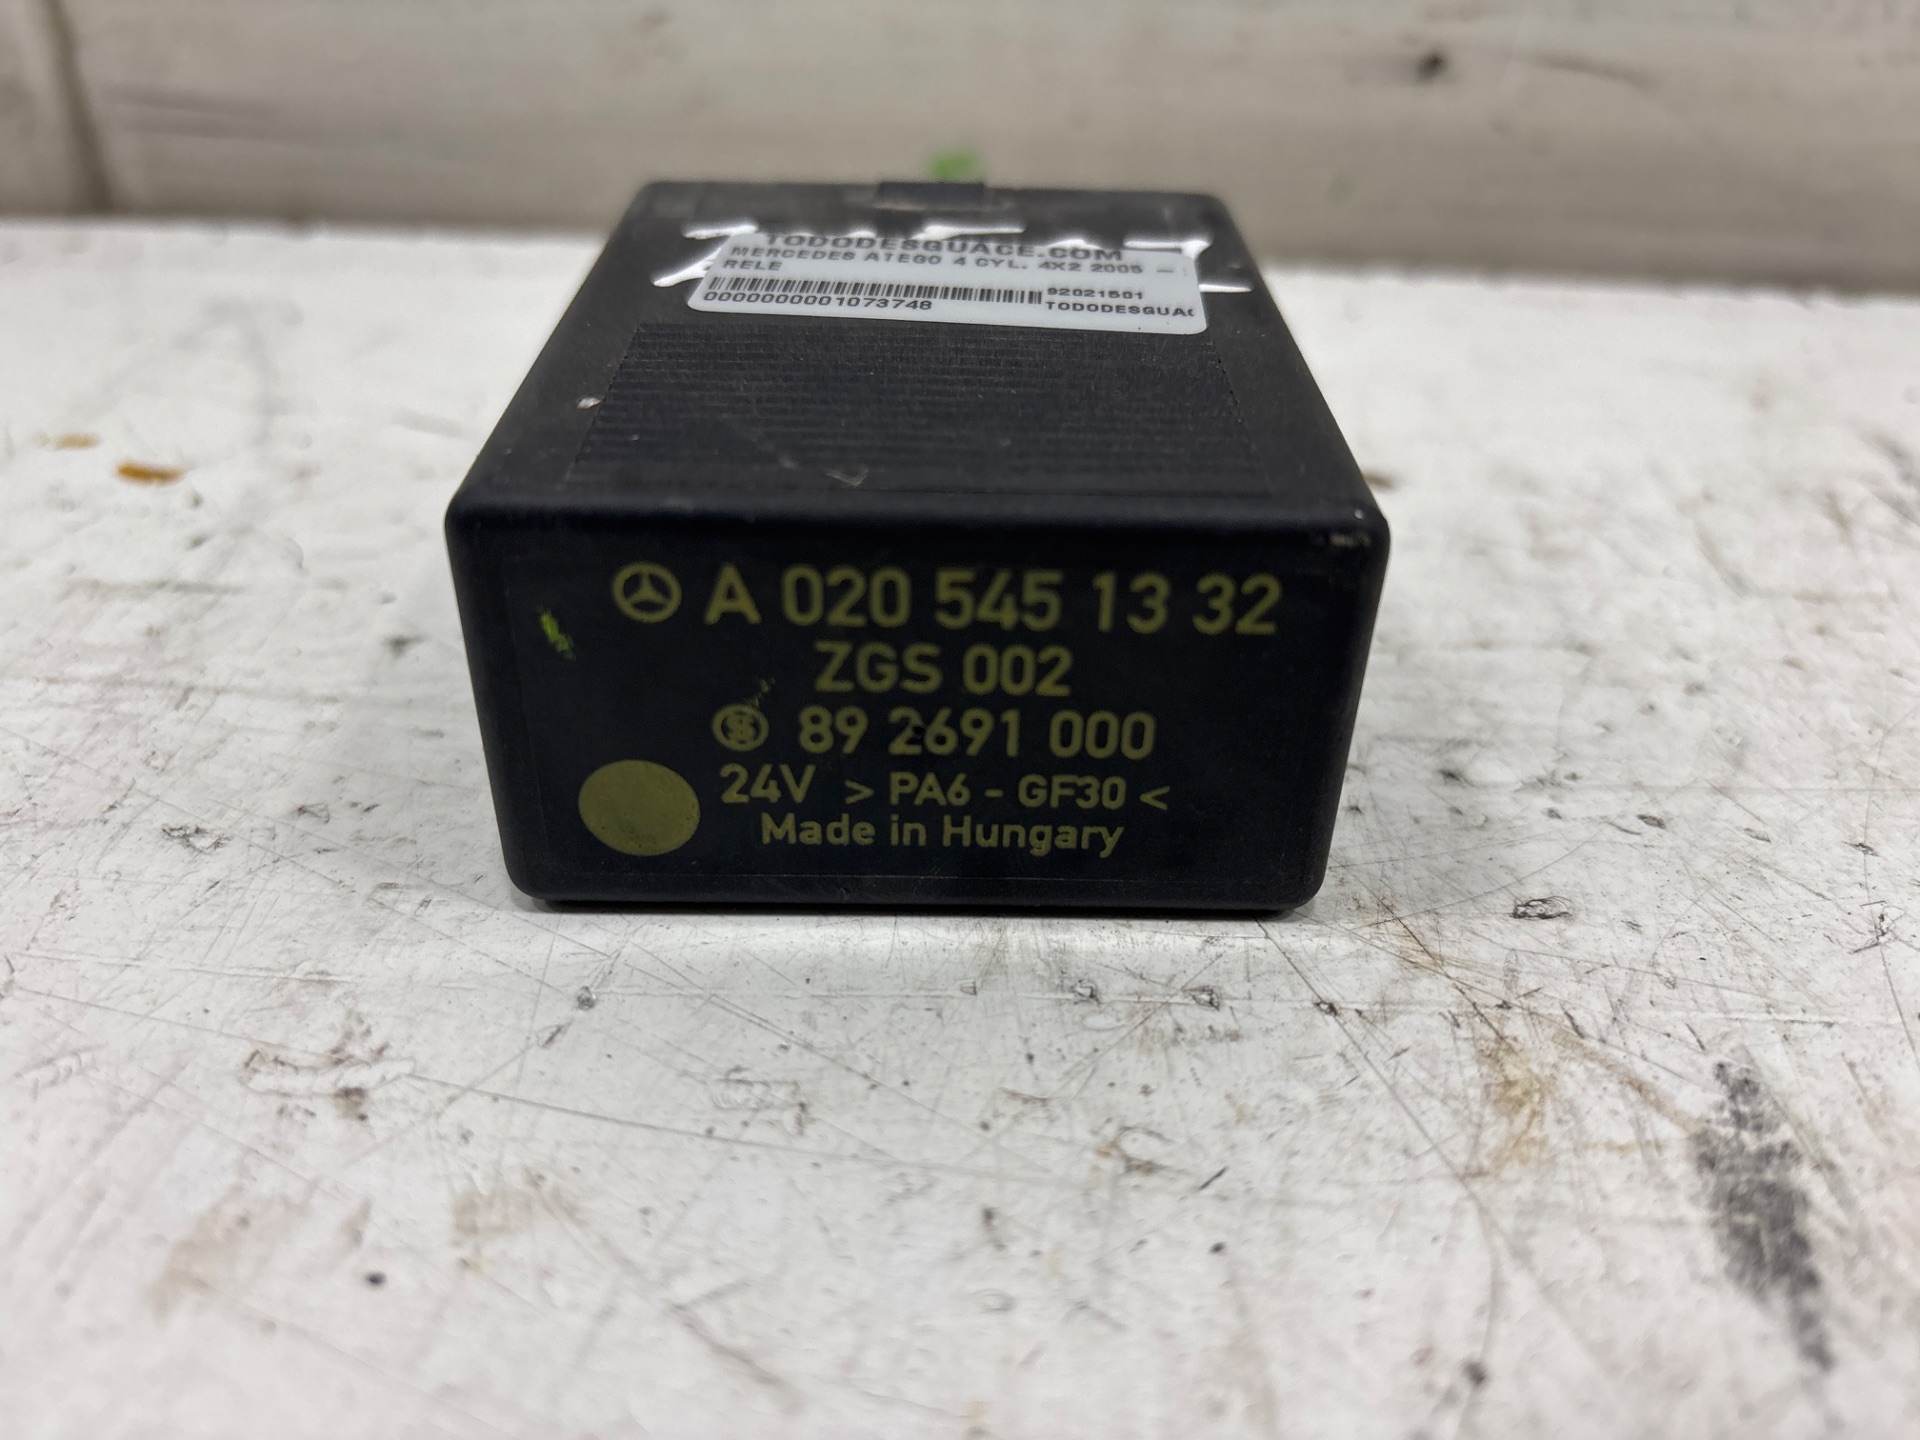 TODODESGUACE.COM
MERCEDES ATEGO 4 CYL. 4X2 2005 -
RELE
92021501
0000000001073748 TODODESGUAC
A 020 545 13 32
ZGS 002
S 89 2691 000
24V > PA6 - GF30 <
Made in Hungary